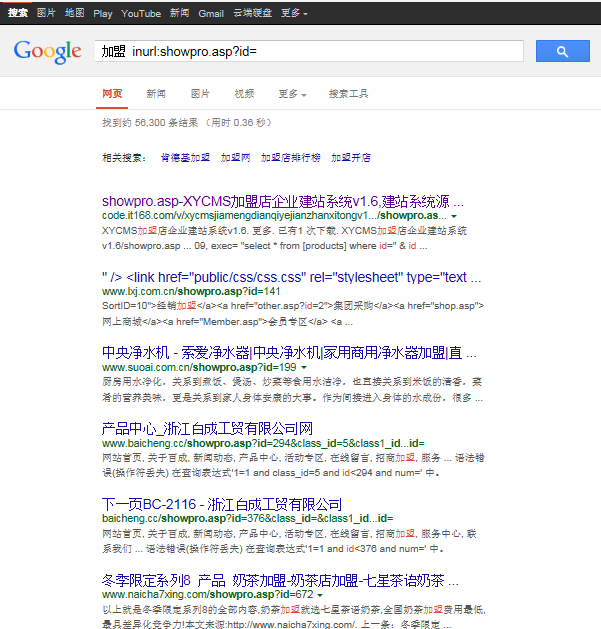 搜索 图片 地图 Play YouTube 新闻 Gmail 云端硬盘 更多
Google 加盟 inurl:showpro.asp?id=
网页 新闻 图片 视频 更多 搜索工具
找到约 56,300 条结果 （用时 0.36 秒）
相关搜索： 肯德基加盟 加盟网 加盟店排行榜 加盟开店
showpro.asp-XYCMS加盟店企业建站系统v1.6,建站系统源 ...
code.it168.com/v/xycmsjiamengdianqiyejianzhanxitongv1.../showpro.as...
XYCMS加盟店企业建站系统v1.6. 更多. 已有1 次下载. XYCMS加盟店企业建站系统
v1.6/showpro.asp ... 09, exec= "select * from [products] where id=" & id ...
" /> <link href="public/css/css.css" rel="stylesheet" type="text ...
www.lxj.com.cn/showpro.asp?id=141
SortID=10">经销加盟</a><a href="other.asp?id=2">集团采购</a><a href="shop.asp">
网上商城</a><a href="Member.asp">会员专区</a> <a ...
中央净水机 - 索爱净水器|中央净水机|家用商用净水器加盟|直 ...
www.suoai.com.cn/showpro.asp?id=199
厨房用水净化，关系到煮饭、煲汤、炒菜等食用水洁净，也直接关系到米饭的清香，菜
肴的营养美味，更是关系到家人身体安康的大事。作为间接进入身体的水成份，很多 ...
产品中心_浙江白成工贸有限公司网
www.baicheng.cc/showpro.asp?id=294&class_id=5&class1_id...id=
网站首页, 关于百成, 新闻动态, 产品中心, 活动专区, 在线留言, 招商加盟, 服务 ... 语法错
误(操作符丢失) 在查询表达式'1=1 and class_id=5 and id<294 and num=' 中。
下一页BC-2116 - 浙江白成工贸有限公司
baicheng.cc/showpro.asp?id=376&class_id=&class1_id...id=
网站首页, 关于百成, 新闻动态, 产品中心, 活动专区, 在线留言, 招商加盟, 服务中心, 联
系我们 ... 语法错误(操作符丢失) 在查询表达式'1=1 and id<376 and num=' 中。
冬季限定系列8 产品 奶茶加盟-奶茶店加盟-七星茶语奶茶 ...
www.naicha7xing.com/showpro.asp?id=672
以上就是冬季限定系列8的全部内容,奶茶加盟就选七星茶语奶茶,全国奶茶加盟费用最低,
最具差异化竞争力!本文来源:http://www.naicha7xing.com/. 上一条：冬季限定 ...